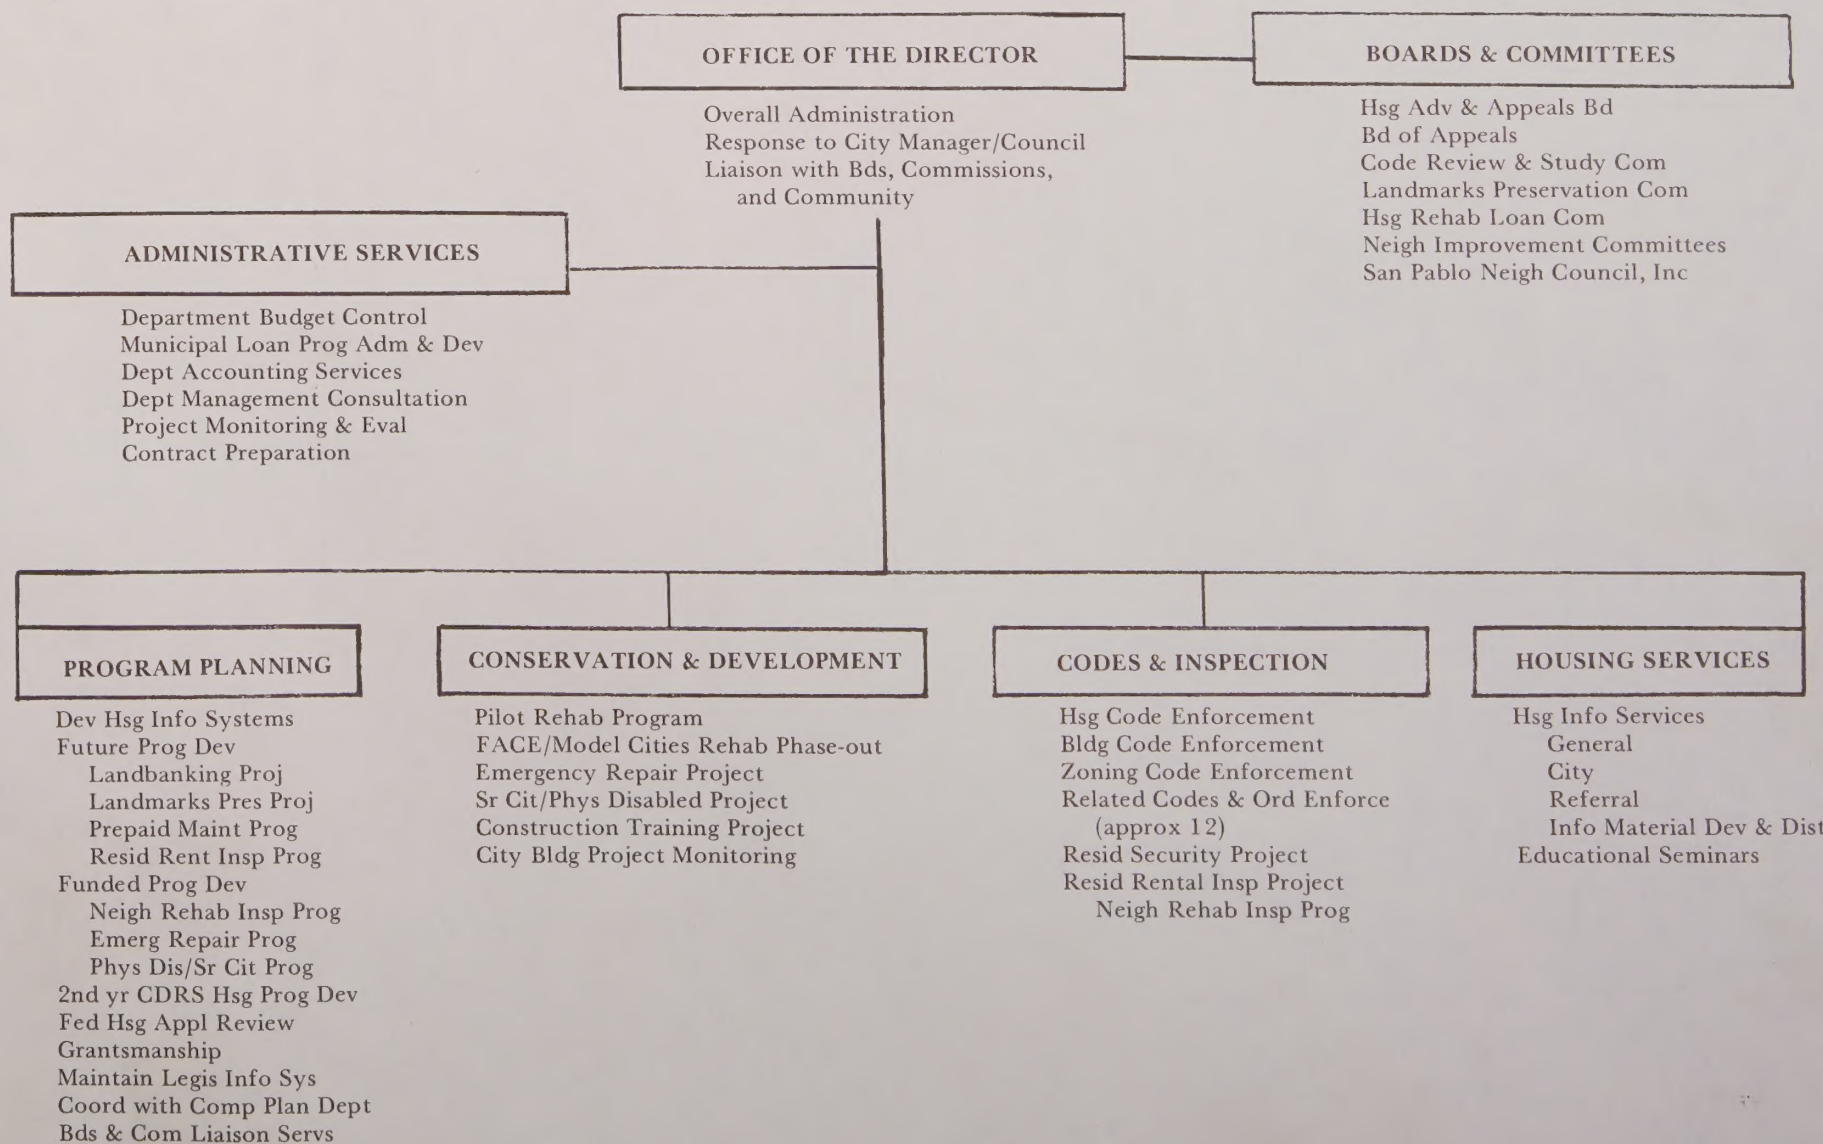 OFFICE OF THE DIRECTOR
Overall Administration
Response to City Manager/Council
Liaison with Bds, Commissions,
and Community
BOARDS & COMMITTEES
Hsg Adv & Appeals Bd
Bd of Appeals
Code Review & Study Com
Landmarks Preservation Com
Hsg Rehab Loan Com
Neigh Improvement Committees
San Pablo Neigh Council, Inc
ADMINISTRATIVE SERVICES
Department Budget Control
Municipal Loan Prog Adm & Dev
Dept Accounting Services
Dept Management Consultation
Project Monitoring & Eval
Contract Preparation
PROGRAM PLANNING
Dev Hsg Info Systems
Future Prog Dev
Landbanking Proj
Landmarks Pres Proj
Prepaid Maint Prog
Resid Rent Insp Prog
Funded Prog Dev
Neigh Rehab Insp Prog
Emerg Repair Prog
Phys Dis/Sr Cit Prog
2nd yr CDRS Hsg Prog Dev
Fed Hsg Appl Review
Grantsmanship
Maintain Legis Info Sys
Coord with Comp Plan Dept
Bds & Com Liaison Servs
CONSERVATION & DEVELOPMENT
Pilot Rehab Program
FACE/Model Cities Rehab Phase-out
Emergency Repair Project
Sr Cit/Phys Disabled Project
Construction Training Project
City Bldg Project Monitoring
CODES & INSPECTION
Hsg Code Enforcement
Bldg Code Enforcement
Zoning Code Enforcement
Related Codes & Ord Enforce
(approx 12)
Resid Security Project
Resid Rental Insp Project
Neigh Rehab Insp Prog
HOUSING SERVICES
Hsg Info Services
General
City
Referral
Info Material Dev & Dist
Educational Seminars